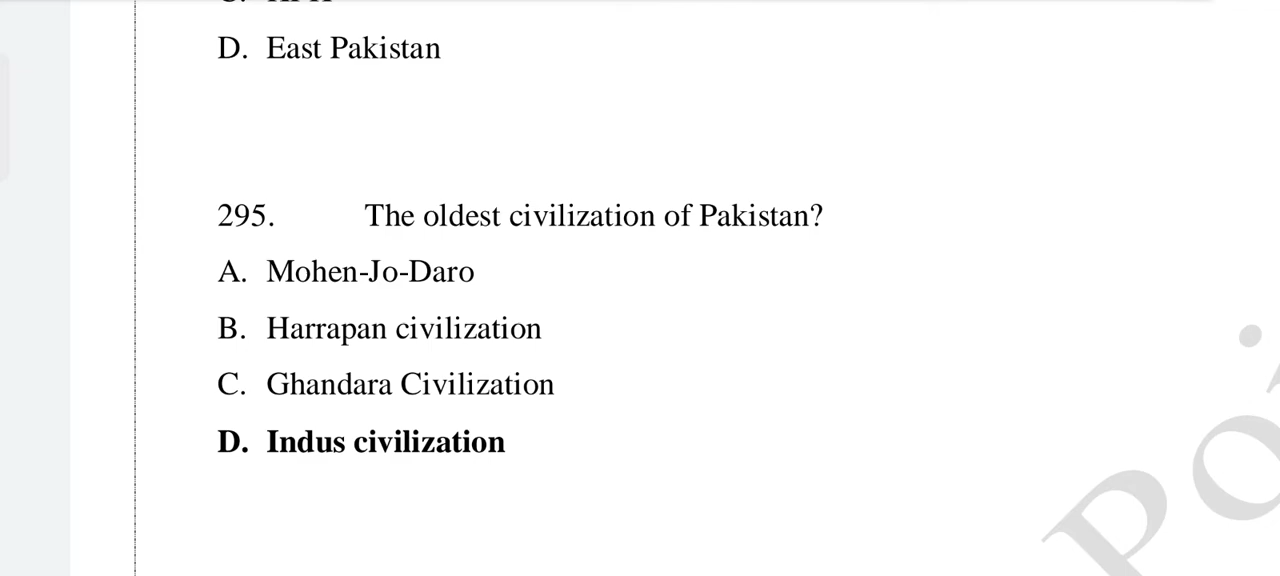 D. East Pakistan
295. The oldest civilization of Pakistan?
A. Mohen-Jo-Daro
B. Harrapan civilization
C. Ghandara Civilization
D. Indus civilization